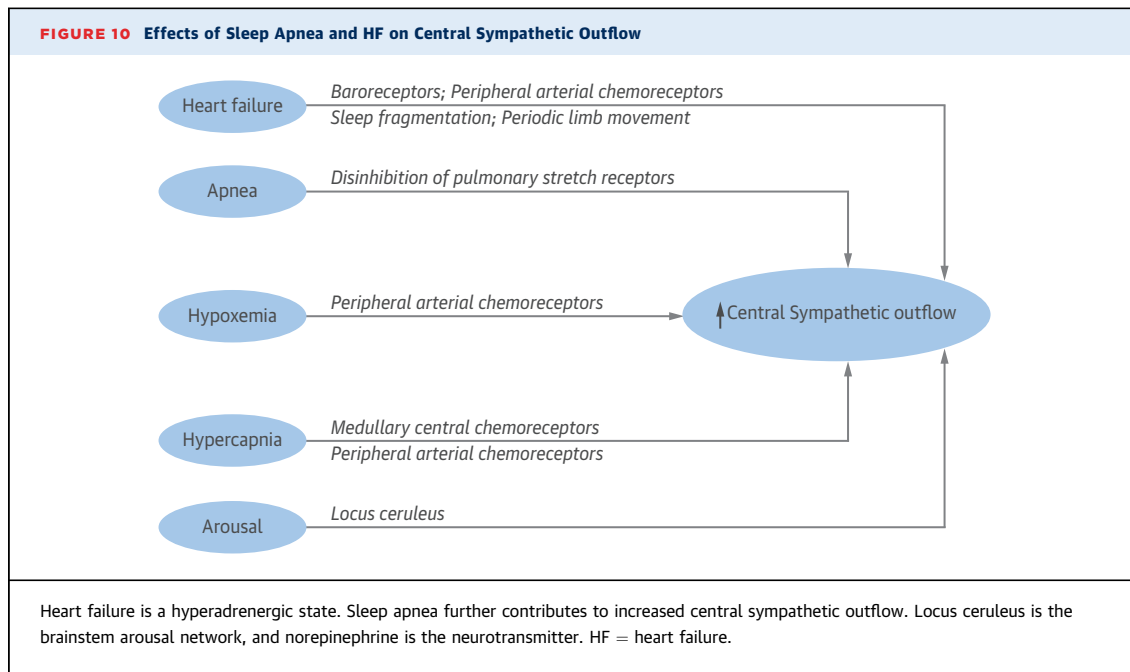 FIGURE 10 Effects of Sleep Apnea and HF on Central Sympathetic Outflow
Heart failure
Baroreceptors; Peripheral arterial chemoreceptors
Sleep fragmentation; Periodic limb movement
Apnea
Disinhibition of pulmonary stretch receptors
Hypoxemia
Peripheral arterial chemoreceptors
Central Sympathetic outflow
Hypercapnia
Medullary central chemoreceptors
Peripheral arterial chemoreceptors
Arousal
Locus ceruleus
Heart failure is a hyperadrenergic state. Sleep apnea further contributes to increased central sympathetic outflow. Locus ceruleus is the
brainstem arousal network, and norepinephrine is the neurotransmitter. HF = heart failure.